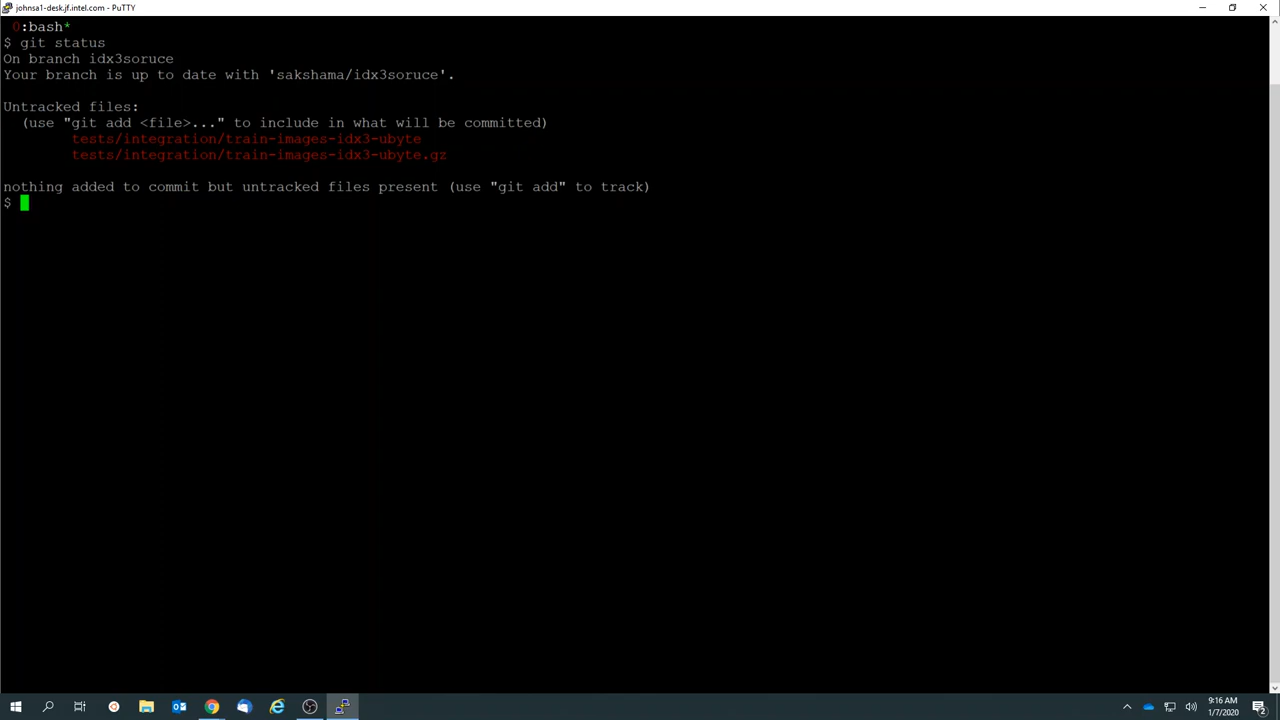 johnsa1-desk.jf.intel.com - PuTTY
0:bash*
$ git status
On branch idx3soruce
Your branch is up to date with 'sakshama/idx3soruce'.
Untracked files:
(use "git add <file>..." to include in what will be committed)
tests/integration/train-images-idx3-ubyte
tests/integration/train-images-idx3-ubyte.gz
nothing added to commit but untracked files present (use "git add" to track)
$
9:16 AM
1/7/2020
2